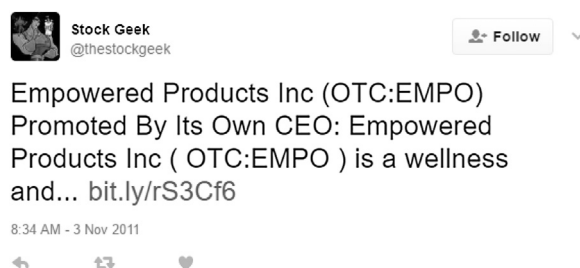 Stock Geek
@thestockgeek
Follow
Empowered Products Inc (OTC:EMPO)
Promoted By Its Own CEO: Empowered
Products Inc ( OTC:EMPO ) is a wellness
and... bit.ly/rS3Cf6
8:34 AM - 3 Nov 2011